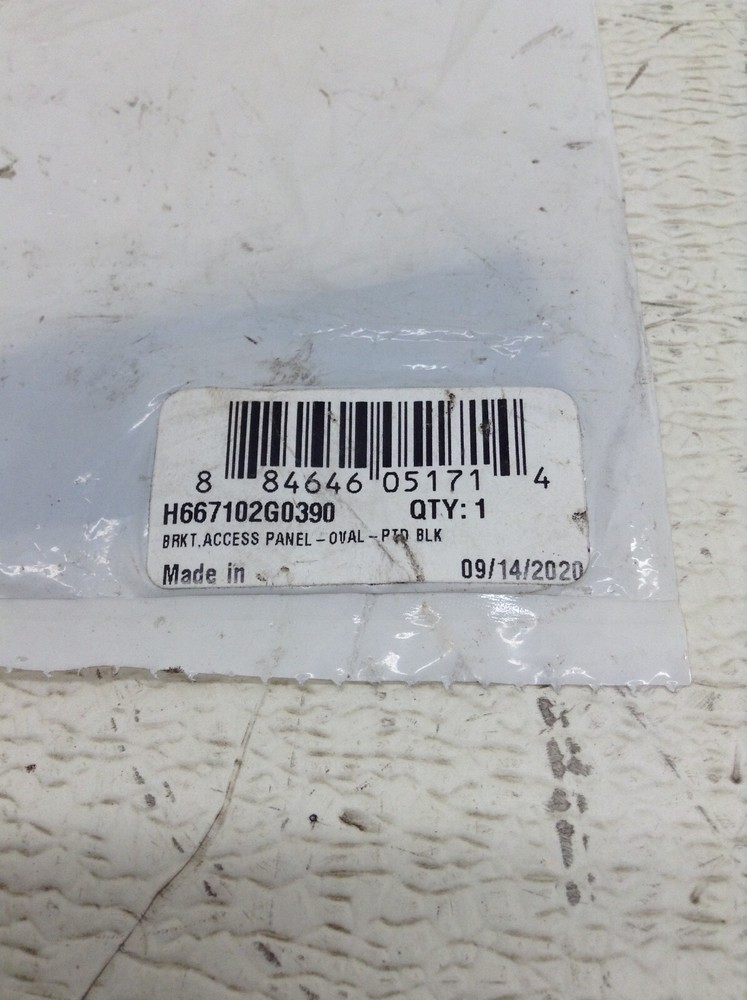 8 84646 05171 4
H667102G0390 QTY: 1
BRKT,ACCESS PANEL-OVAL-PTD BLK
Made in 09/14/2020